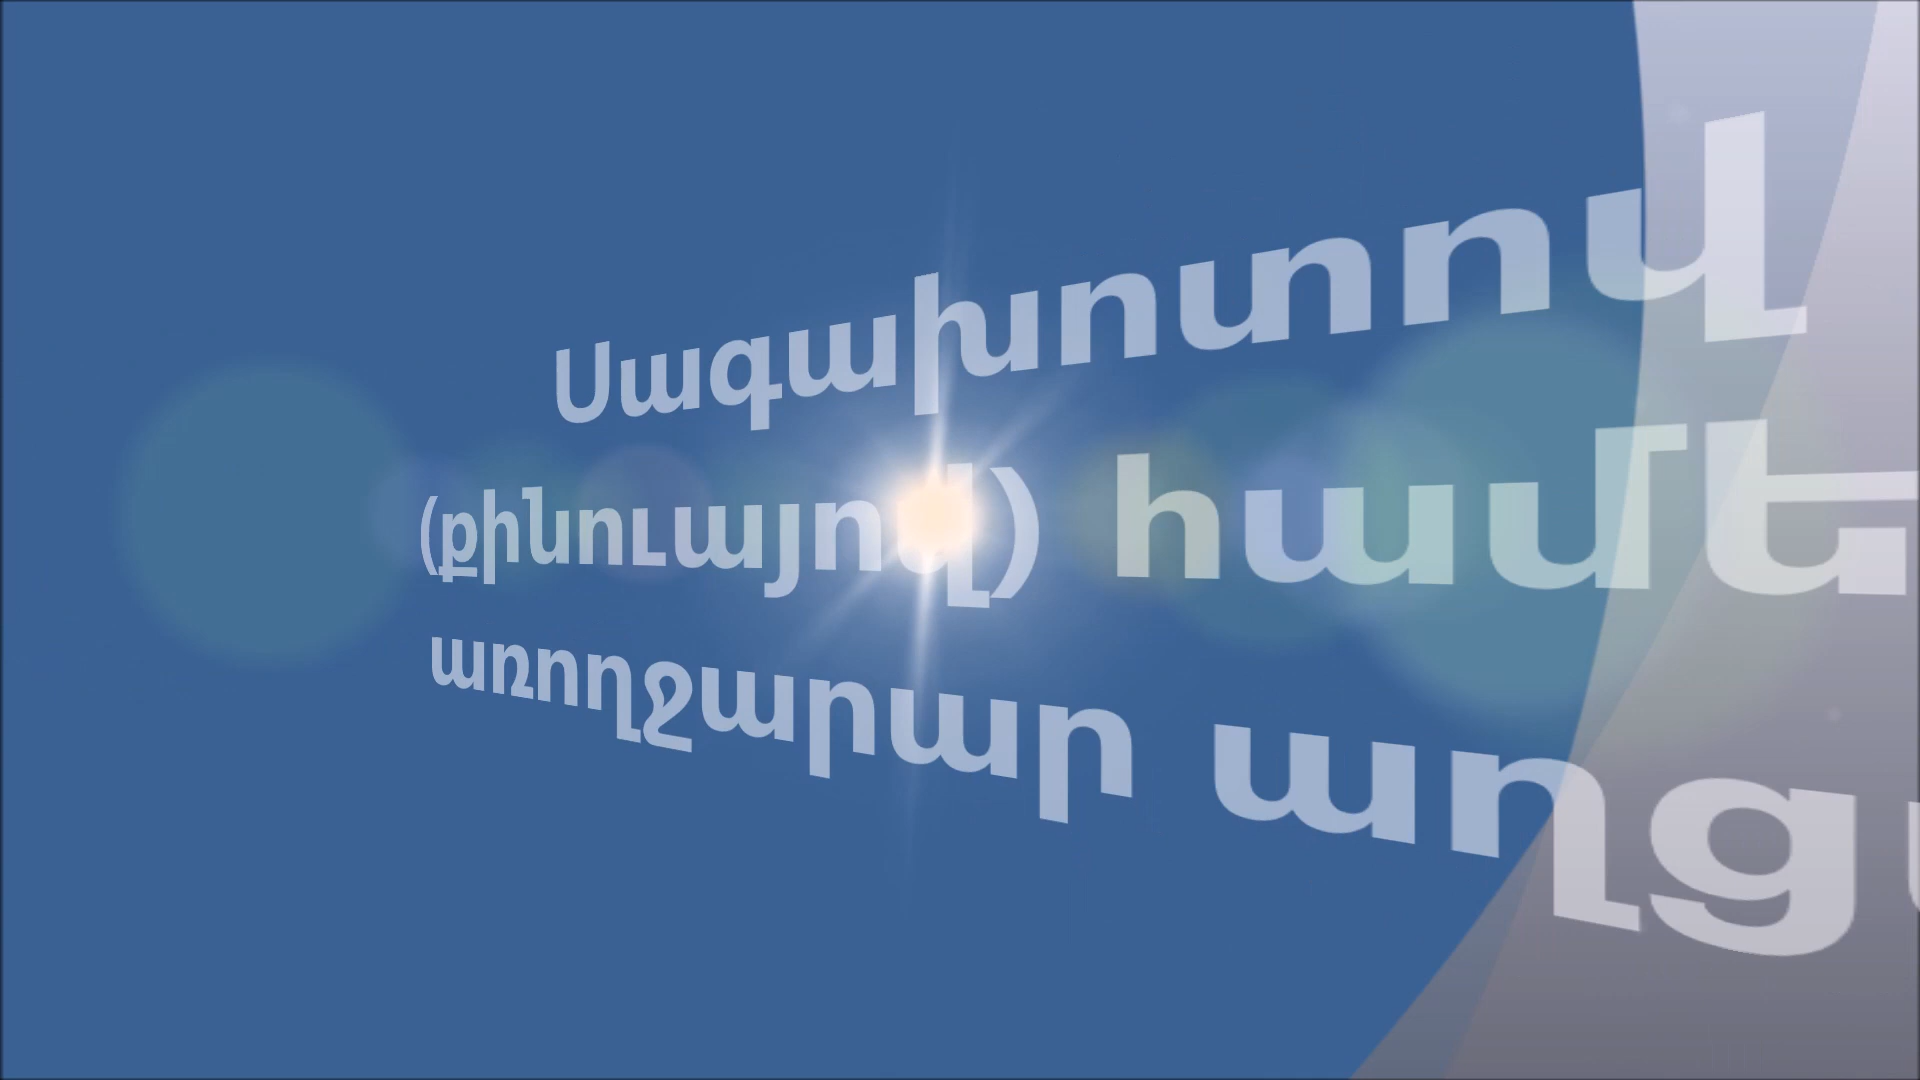 Սագախոտով
(քինուայով) համե
առողջարար աղց